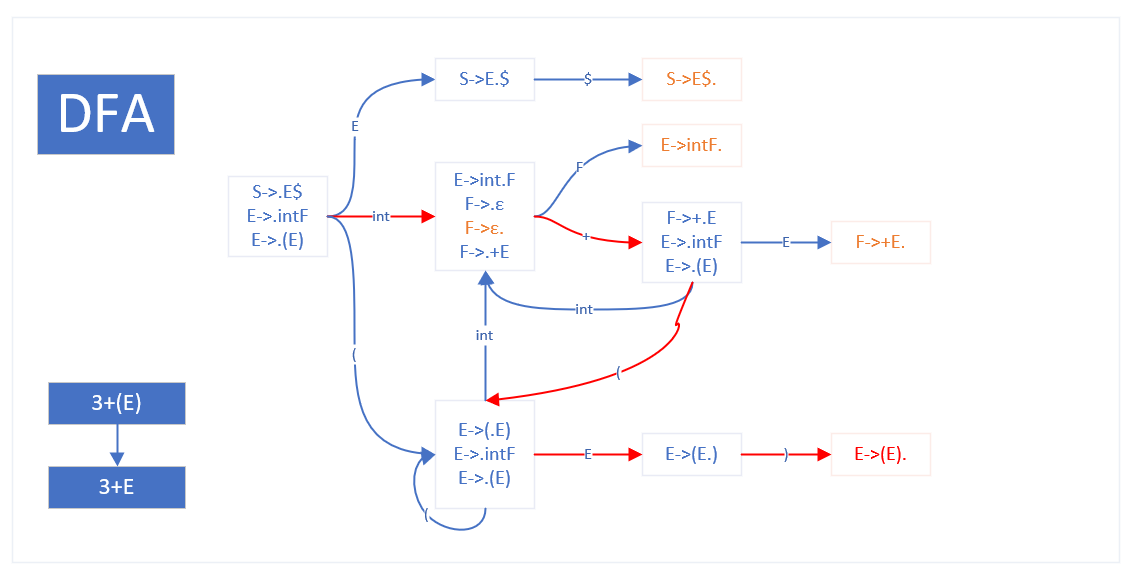 DFA
S->E.$
$
S->E$.
E
F
E->intF.
S->.E$
E->.intF
E->.(E)
int
E->int.F
F->.ε
F->ε.
F->.+E
+
F->+.E
E->.intF
E->.(E)
E
F->+E.
int
int
(
(
3+(E)
3+E
E->(.E)
E->.intF
E->.(E)
(
E
E->(E.)
)
E->(E).